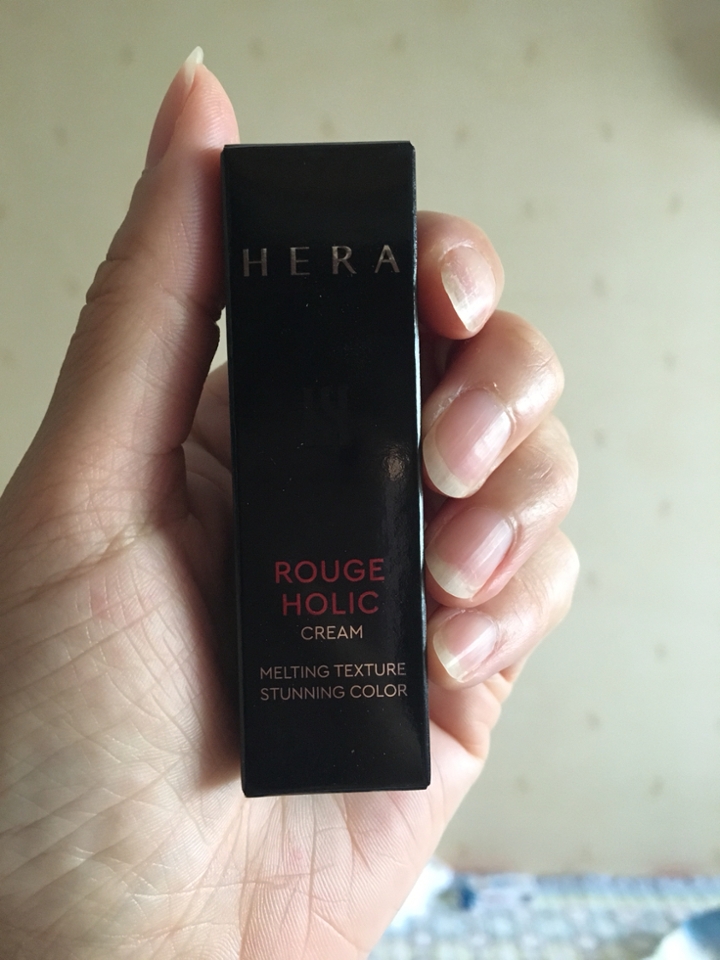 HERA
ROUGE
HOLIC
CREAM
MELTING TEXTURE
STUNNING COLOR